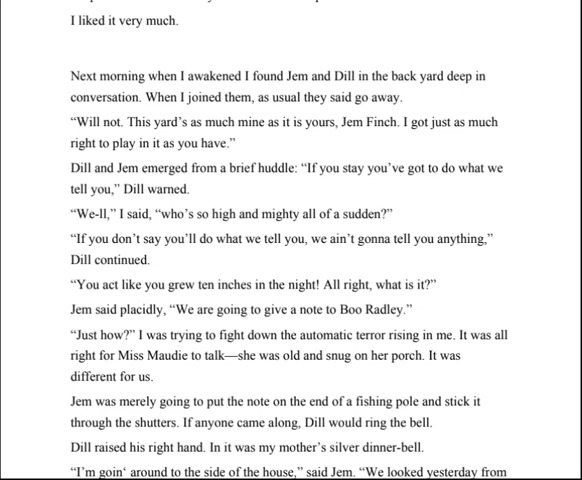 I liked it very much.
Next morning when I awakened I found Jem and Dill in the back yard deep in
conversation. When I joined them, as usual they said go away.
“Will not. This yard’s as much mine as it is yours, Jem Finch. I got just as much
right to play in it as you have.”
Dill and Jem emerged from a brief huddle: “If you stay you’ve got to do what we
tell you,” Dill warned.
“We-ll,” I said, “who’s so high and mighty all of a sudden?”
“If you don’t say you’ll do what we tell you, we ain’t gonna tell you anything,”
Dill continued.
“You act like you grew ten inches in the night! All right, what is it?”
Jem said placidly, “We are going to give a note to Boo Radley.”
“Just how?” I was trying to fight down the automatic terror rising in me. It was all
right for Miss Maudie to talk—she was old and snug on her porch. It was
different for us.
Jem was merely going to put the note on the end of a fishing pole and stick it
through the shutters. If anyone came along, Dill would ring the bell.
Dill raised his right hand. In it was my mother’s silver dinner-bell.
“I’m goin‘ around to the side of the house,” said Jem. “We looked yesterday from